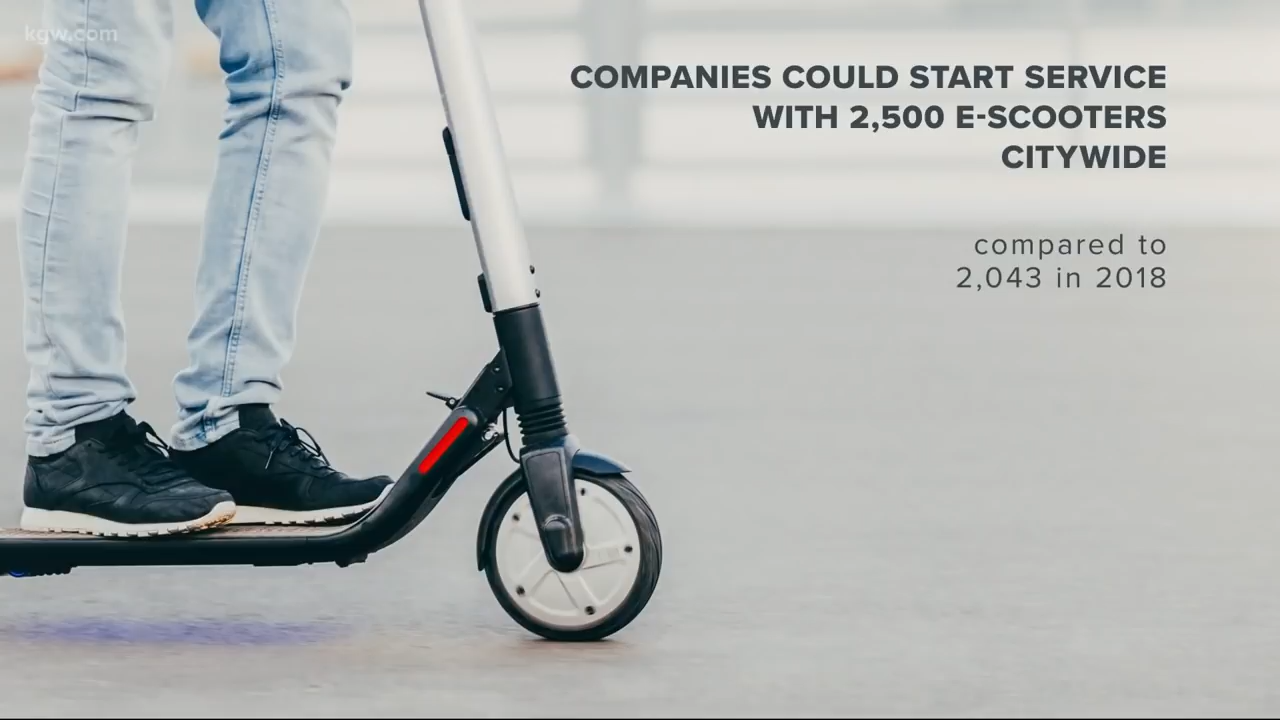 kgw.com
COMPANIES COULD START SERVICE
WITH 2,500 E-SCOOTERS
CITYWIDE
compared to
2,043 in 2018